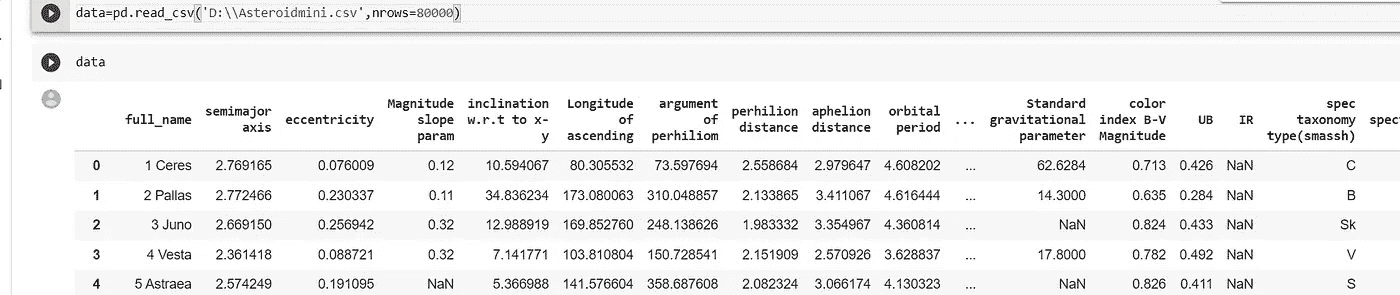 data=pd.read_csv('D:\\Asteroidmini.csv',nrows=80000)
data
full_name semimajor axis eccentricity Magnitude slope param inclination w.r.t to x-y Longitude of ascending argument of perhiliom perhilion distance aphelion distance orbital period ... Standard gravitational parameter color index B-V Magnitude UB IR spec taxonomy type(smassh) spect
0 1 Ceres 2.769165 0.076009 0.12 10.594067 80.305532 73.597694 2.558684 2.979647 4.608202 ... 62.6284 0.713 0.426 NaN C
1 2 Pallas 2.772466 0.230337 0.11 34.836234 173.080063 310.048857 2.133865 3.411067 4.616444 ... 14.3000 0.635 0.284 NaN B
2 3 Juno 2.669150 0.256942 0.32 12.988919 169.852760 248.138626 1.983332 3.354967 4.360814 ... NaN 0.824 0.433 NaN Sk
3 4 Vesta 2.361418 0.088721 0.32 7.141771 103.810804 150.728541 2.151909 2.570926 3.628837 ... 17.8000 0.782 0.492 NaN V
4 5 Astraea 2.574249 0.191095 NaN 5.366988 141.576604 358.687608 2.082324 3.066174 4.130323 ... NaN 0.826 0.411 NaN S